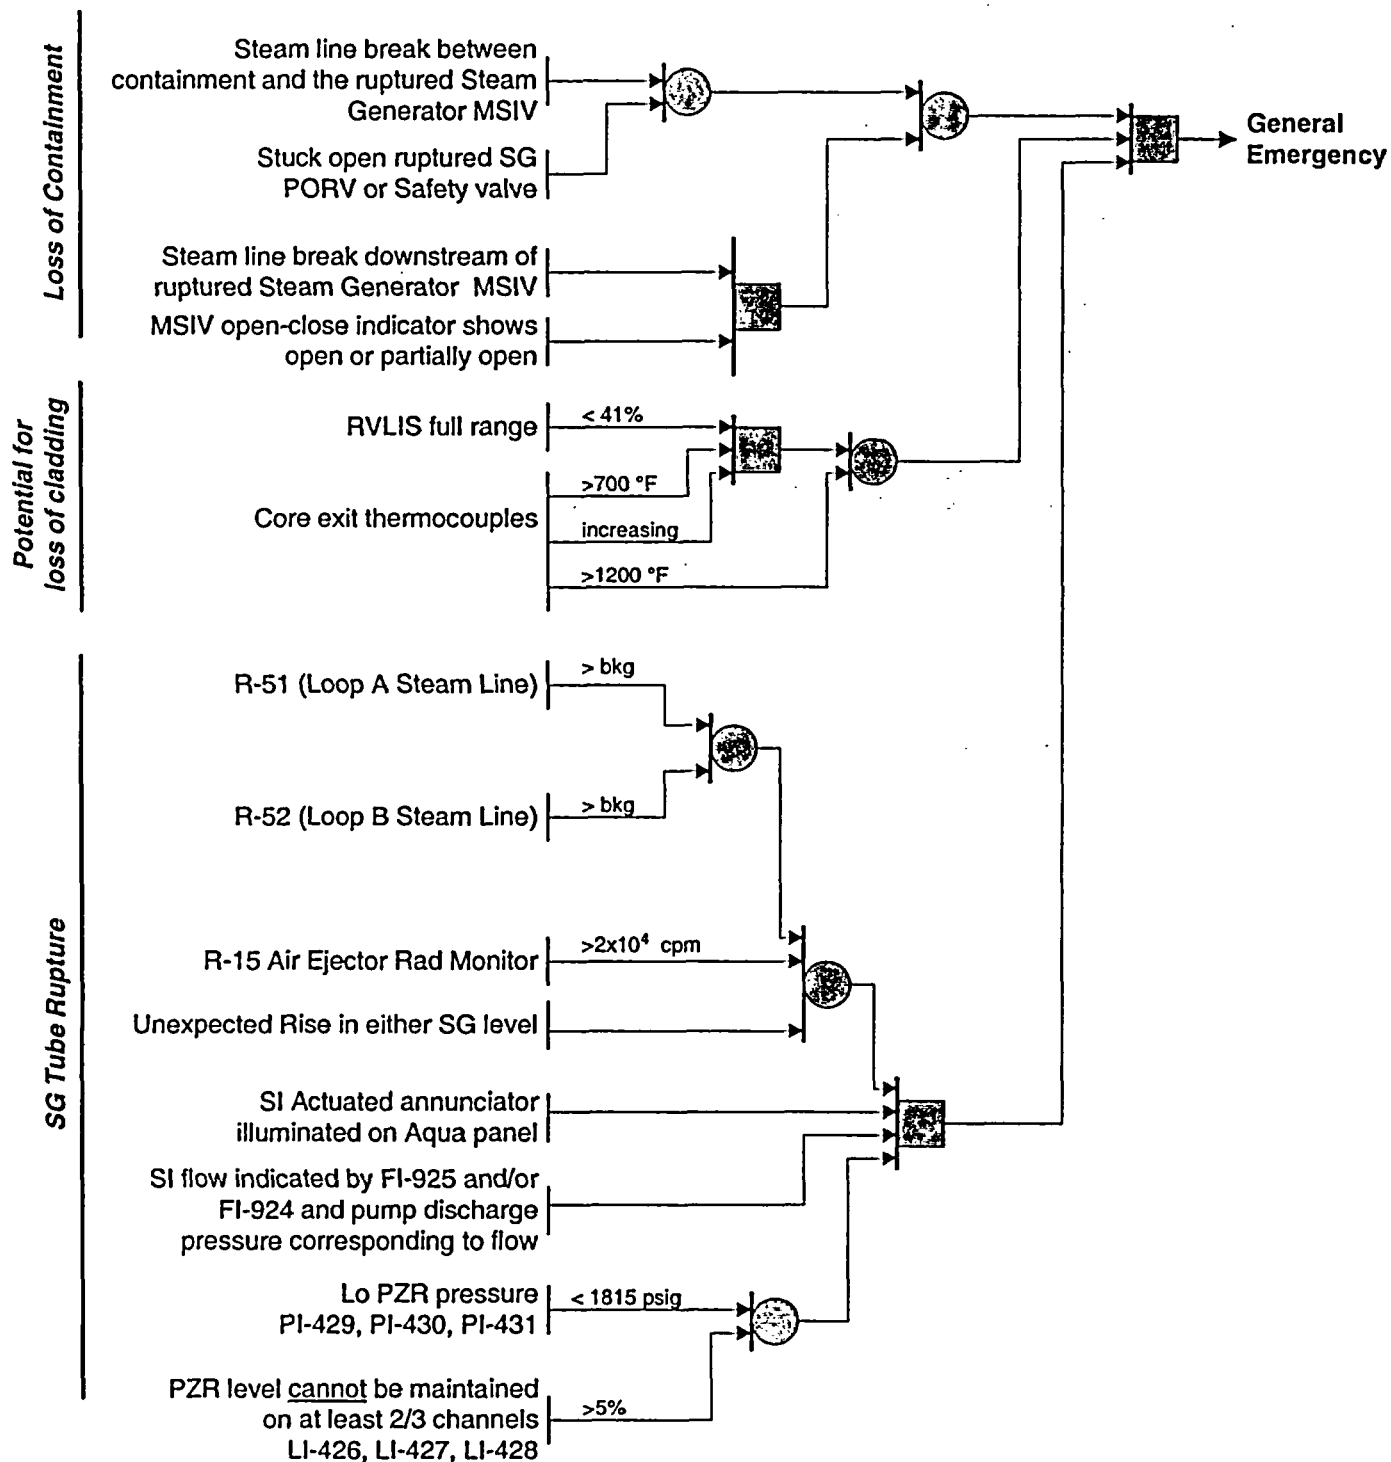 Loss of Containment
Steam line break between
containment and the ruptured Steam
Generator MSIV
Stuck open ruptured SG
PORV or Safety valve
Steam line break downstream of
ruptured Steam Generator MSIV
MSIV open-close indicator shows
open or partially open
General
Emergency
Potential for
loss of cladding
RVLIS full range
< 41%
Core exit thermocouples
>700 °F
increasing
>1200 °F
SG Tube Rupture
R-51 (Loop A Steam Line)
> bkg
R-52 (Loop B Steam Line)
> bkg
R-15 Air Ejector Rad Monitor
>2x10⁴ cpm
Unexpected Rise in either SG level
SI Actuated annunciator
illuminated on Aqua panel
SI flow indicated by FI-925 and/or
FI-924 and pump discharge
pressure corresponding to flow
Lo PZR pressure
PI-429, PI-430, PI-431
< 1815 psig
PZR level cannot be maintained
on at least 2/3 channels
LI-426, LI-427, LI-428
>5%